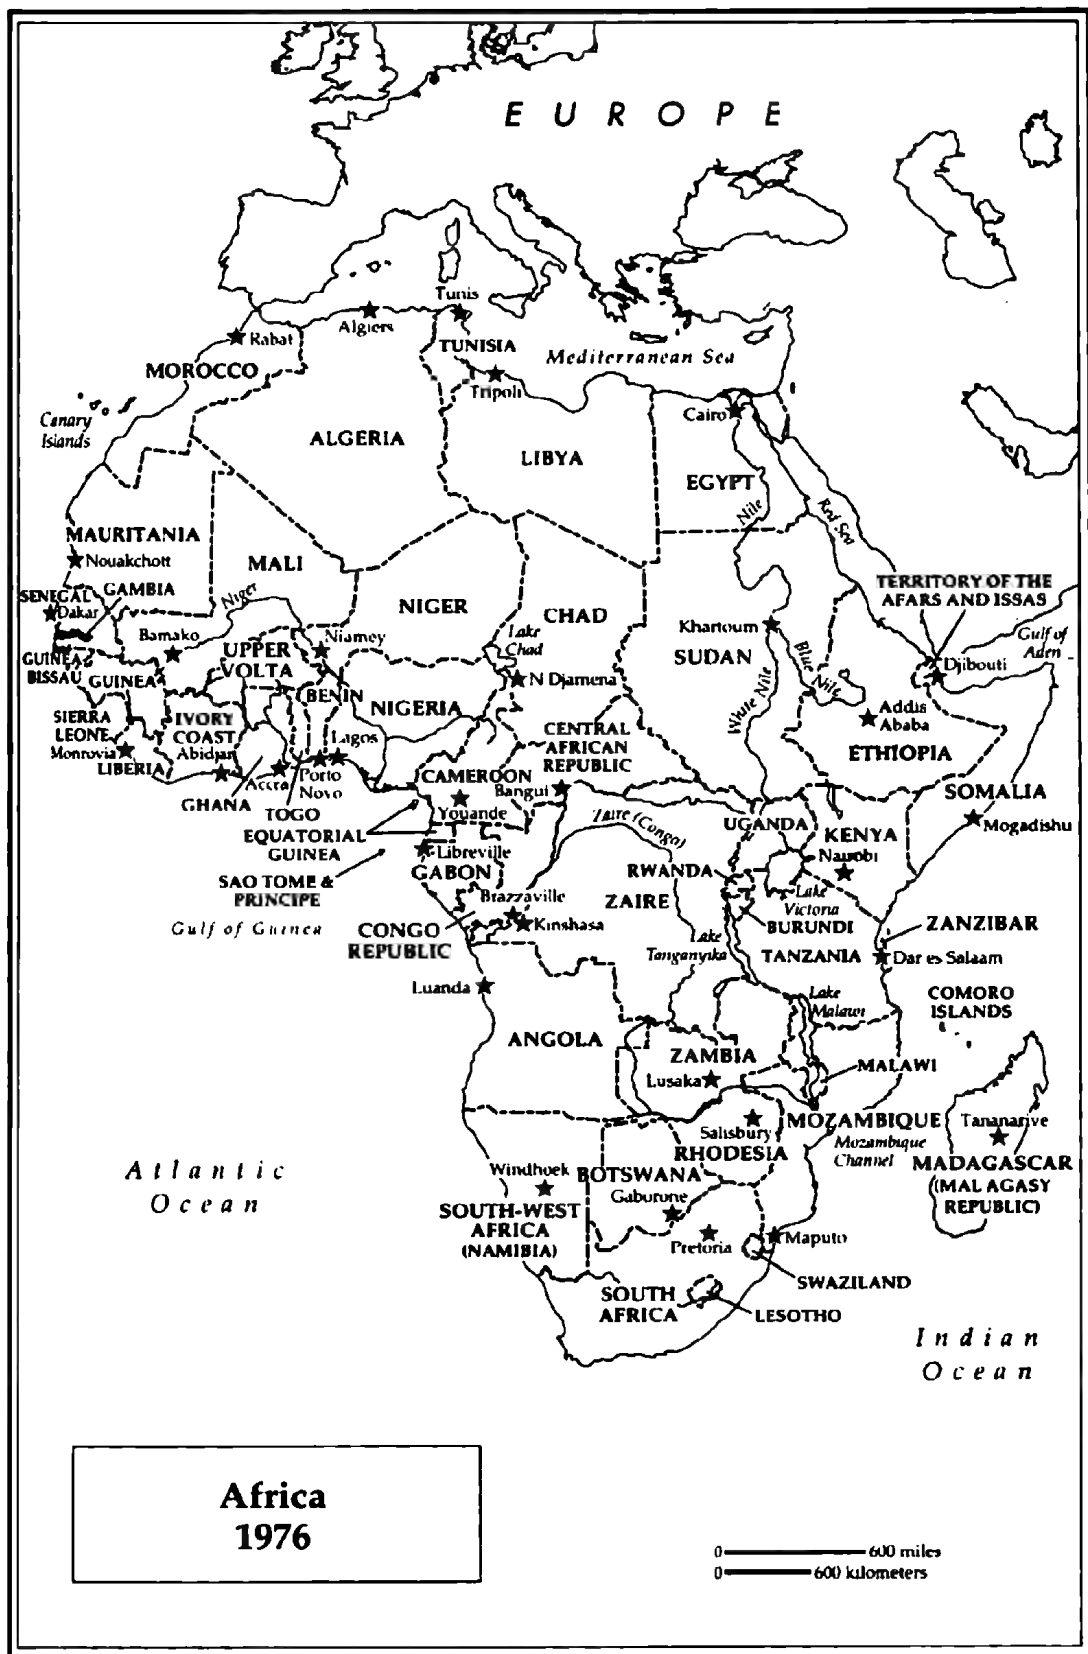 EUROPE
Tunis
Algiers
Rabat
TUNISIA
Mediterranean Sea
MOROCCO
Tripoli
Canary
Islands
Cairo
ALGERIA
LIBYA
EGYPT
Nile
Red Sea
MAURITANIA
Nouakchott
MALI
TERRITORY OF THE
AFARS AND ISSAS
SENEGAL
GAMBIA
Dakar
Niger
NIGER
CHAD
Khartoum
Gulf of
Aden
Bamako
Niamey
Lake
Chad
SUDAN
Blue Nile
Djibouti
GUINEA
BISSAU
GUINEA
UPPER
VOLTA
BENIN
N Djamena
White Nile
NIGERIA
Addis
Ababa
SIERRA
LEONE
IVORY
COAST
CENTRAL
AFRICAN
REPUBLIC
Monrovia
Abidjan
Lagos
ETHIOPIA
LIBERIA
Accra
Porto
Novo
CAMEROON
Bangui
SOMALIA
GHANA
TOGO
Youande
Zaire (Congo)
UGANDA
KENYA
Mogadishu
EQUATORIAL
GUINEA
Libreville
Nairobi
GABON
RWANDA
SAO TOME &
PRINCIPE
Brazzaville
ZAIRE
Lake
Victoria
Gulf of Guinea
CONGO
REPUBLIC
Kinshasa
BURUNDI
ZANZIBAR
Lake
Tanganyika
TANZANIA
Dar es Salaam
Luanda
Lake
Malawi
COMORO
ISLANDS
ANGOLA
ZAMBIA
Lusaka
MALAWI
MOZAMBIQUE
Tananarive
Salisbury
RHODESIA
Mozambique
Channel
Atlantic
Ocean
Windhoek
BOTSWANA
MADAGASCAR
(MALAGASY
REPUBLIC)
Gaborone
SOUTH-WEST
AFRICA
(NAMIBIA)
Pretoria
Maputo
SWAZILAND
SOUTH
AFRICA
LESOTHO
Indian
Ocean
Africa
1976
0 600 miles
0 600 kilometers